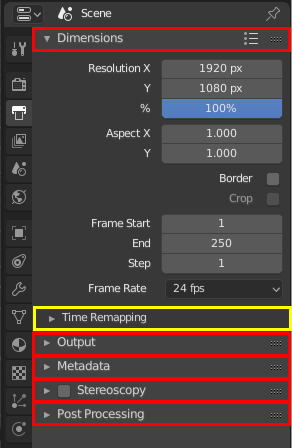 Scene
Dimensions
Resolution X 1920 px
Y 1080 px
% 100%
Aspect X 1.000
Y 1.000
Border
Crop
Frame Start 1
End 250
Step 1
Frame Rate 24 fps
Time Remapping
Output
Metadata
Stereoscopy
Post Processing